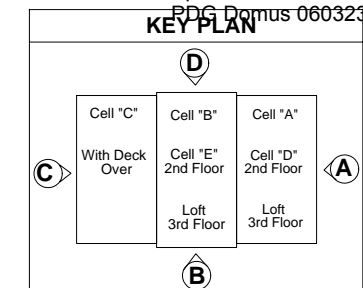 PDG Domus 060323
KEY PLAN
D
Cell "C"
Cell "B"
Cell "A"
With Deck
Over
Cell "E"
2nd Floor
Cell "D"
2nd Floor
C
A
Loft
3rd Floor
Loft
3rd Floor
B